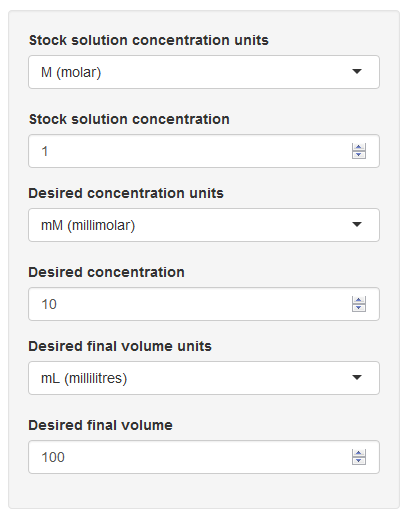 Stock solution concentration units
M (molar)
Stock solution concentration
1
Desired concentration units
mM (millimolar)
Desired concentration
10
Desired final volume units
mL (millilitres)
Desired final volume
100